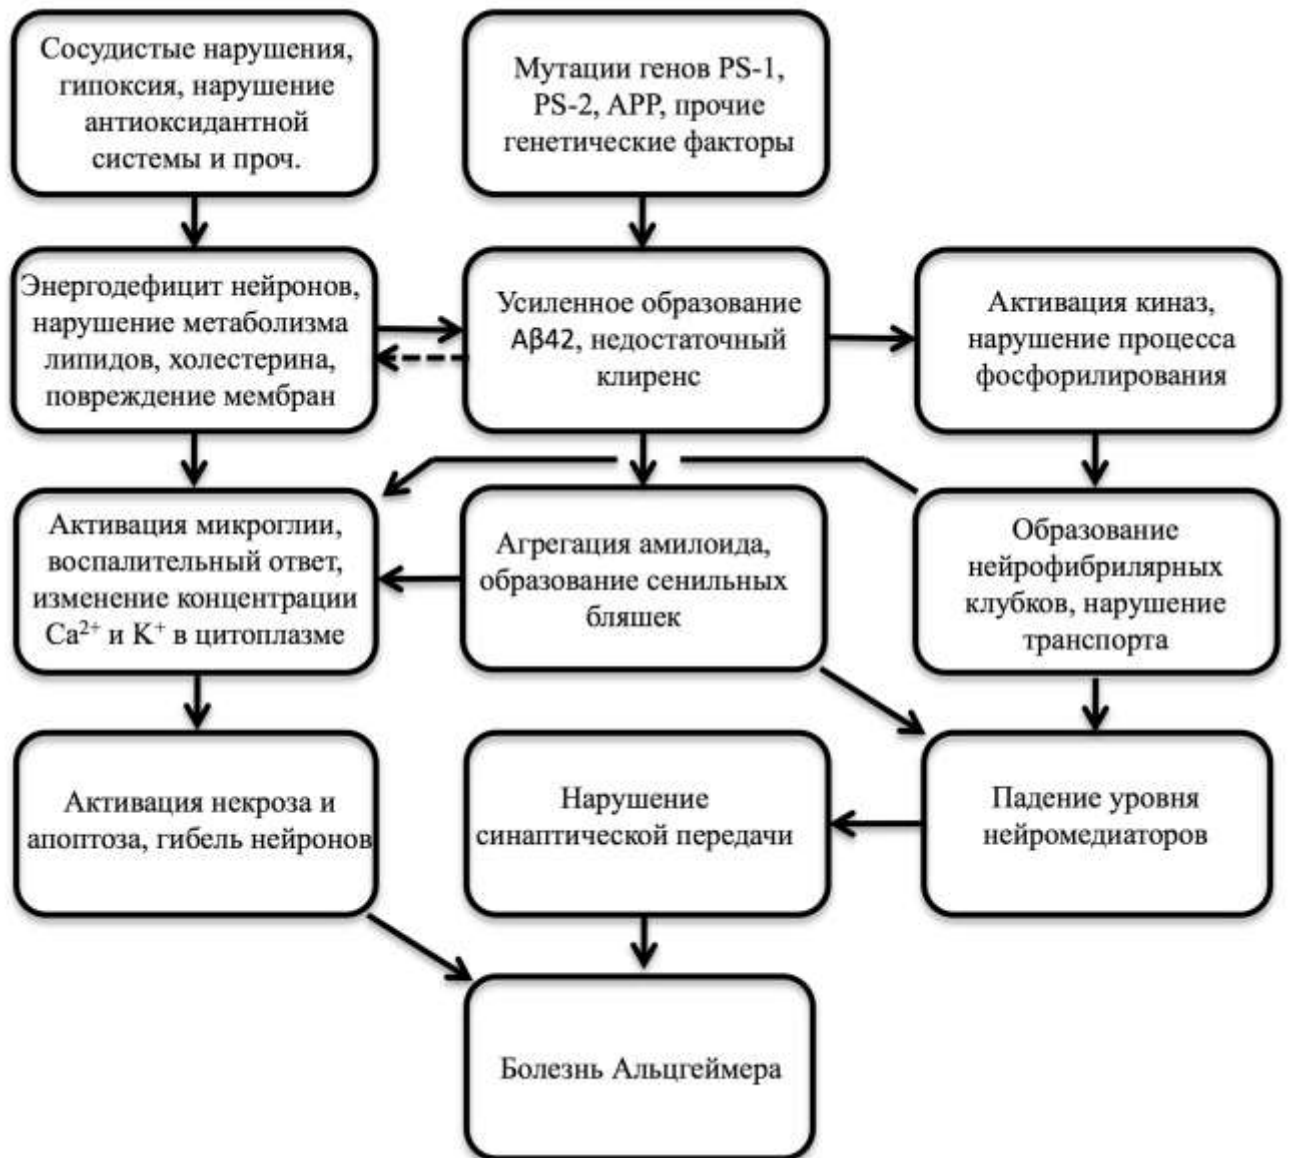 Сосудистые нарушения,
гипоксия, нарушение
антиоксидантной
системы и проч.
Мутации генов PS-1,
PS-2, APP, прочие
генетические факторы
Энергодефицит нейронов,
нарушение метаболизма
липидов, холестерина,
повреждение мембран
Усиленное образование
Аβ42, недостаточный
клиренс
Активация киназ,
нарушение процесса
фосфорилирования
Активация микроглии,
воспалительный ответ,
изменение концентрации
Ca²⁺ и K⁺ в цитоплазме
Агрегация амилоида,
образование сенильных
бляшек
Образование
нейрофибрилярных
клубков, нарушение
транспорта
Активация некроза и
апоптоза, гибель нейронов
Нарушение
синаптической передачи
Падение уровня
нейромедиаторов
Болезнь Альцгеймера